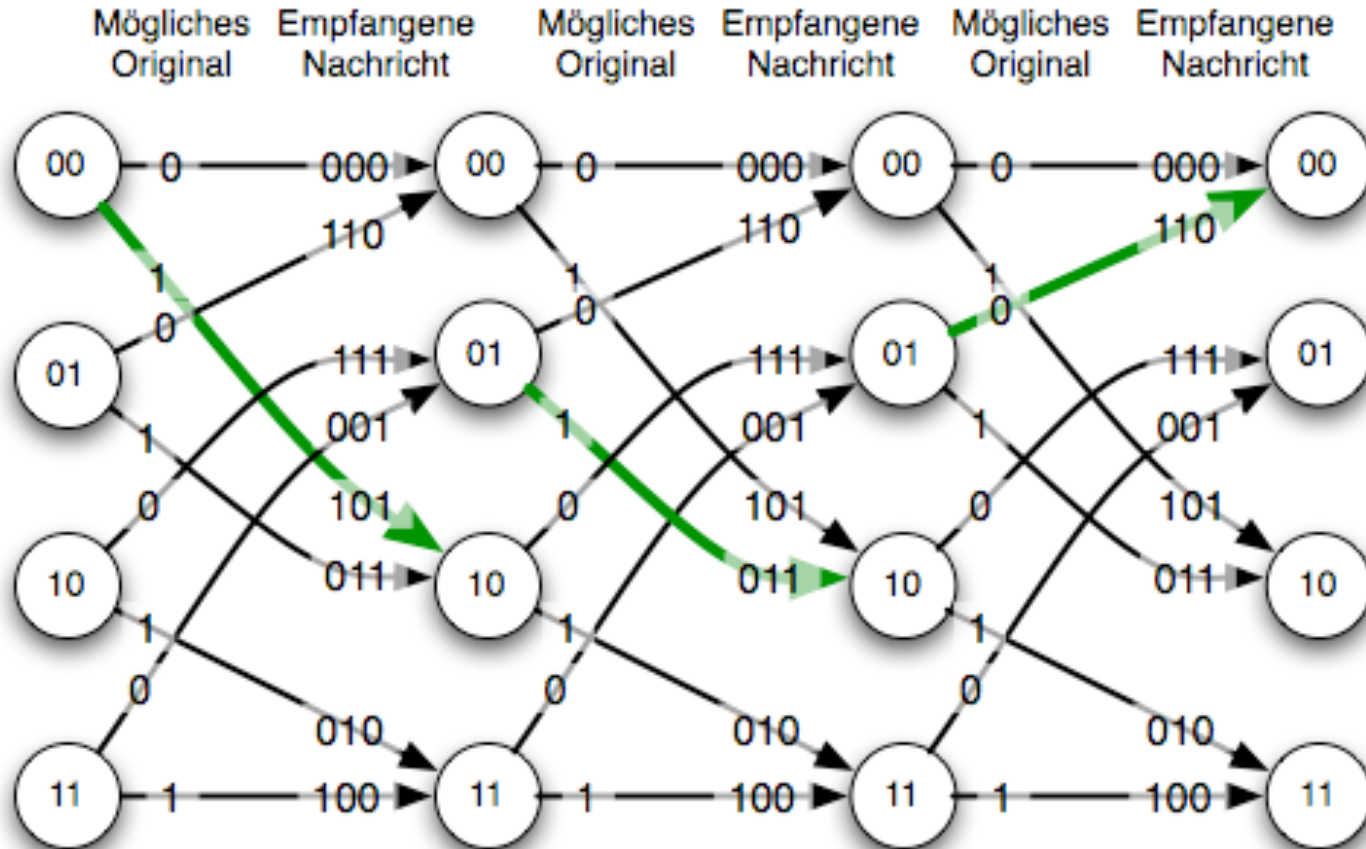 Mögliches Empfangene Mögliches Empfangene Mögliches Empfangene
Original Nachricht Original Nachricht Original Nachricht
00 0 000 00 0 000 00 0 000 00
110 110 110
1 1 1
0 0 0
01 111 01 111 01 111 01
1 001 1 001 1 001
0 101 0 101 0 101
10 011 10 011 10 011 10
1 1 1
0 0 0
010 010 010
11 1 100 11 1 100 11 1 100 11